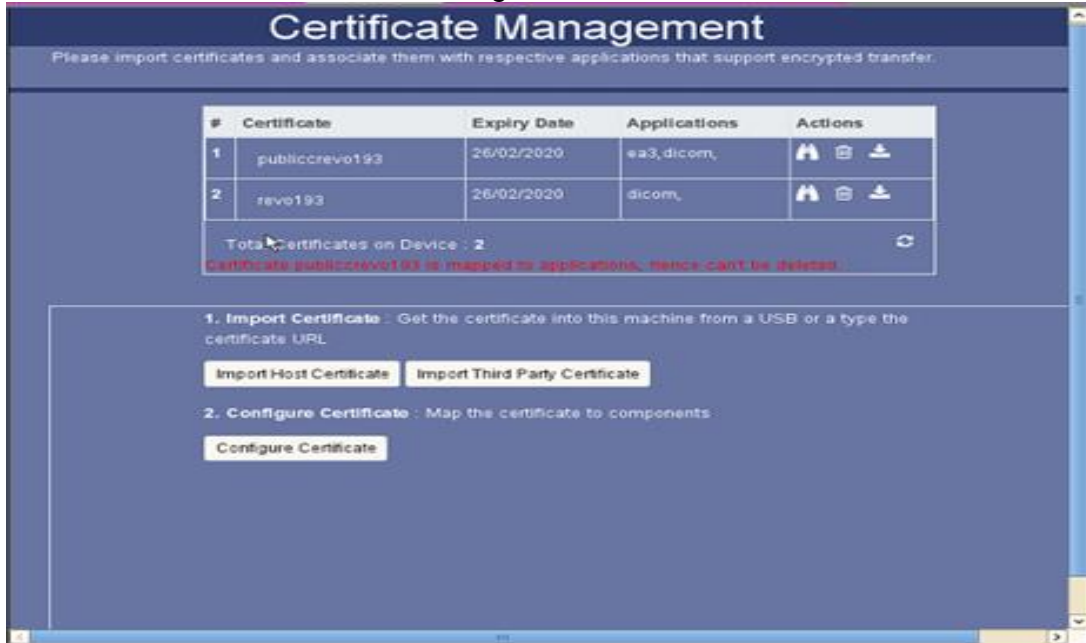 Certificate Management
Please import certificates and associate them with respective applications that support encrypted transfer.
# Certificate Expiry Date Applications Actions
1 publiccrevo193 26/02/2020 ea3,dicom,
2 revo193 26/02/2020 dicom,
Total Certificates on Device : 2
Certificate publiccrevo193 is mapped to applications, hence can't be deleted.
1. Import Certificate : Get the certificate into this machine from a USB or a type the
certificate URL
Import Host Certificate Import Third Party Certificate
2. Configure Certificate : Map the certificate to components
Configure Certificate